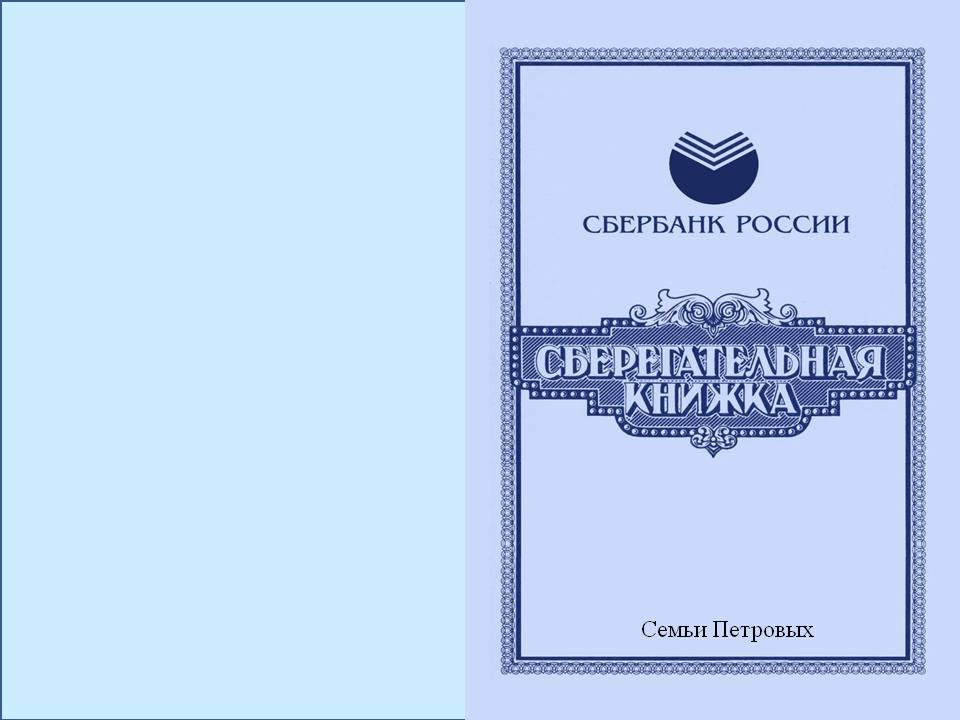 СБЕРБАНК РОССИИ
СБЕРЕГАТЕЛЬНАЯ
КНИЖКА
Семьи Петровых